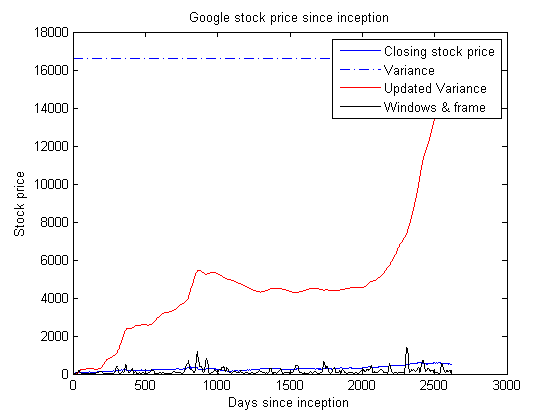 Google stock price since inception
18000
16000
14000
12000
10000
8000
6000
4000
2000
0
Stock price
Closing stock price
Variance
Updated Variance
Windows & frame
0
500
1000
1500
2000
2500
3000
Days since inception